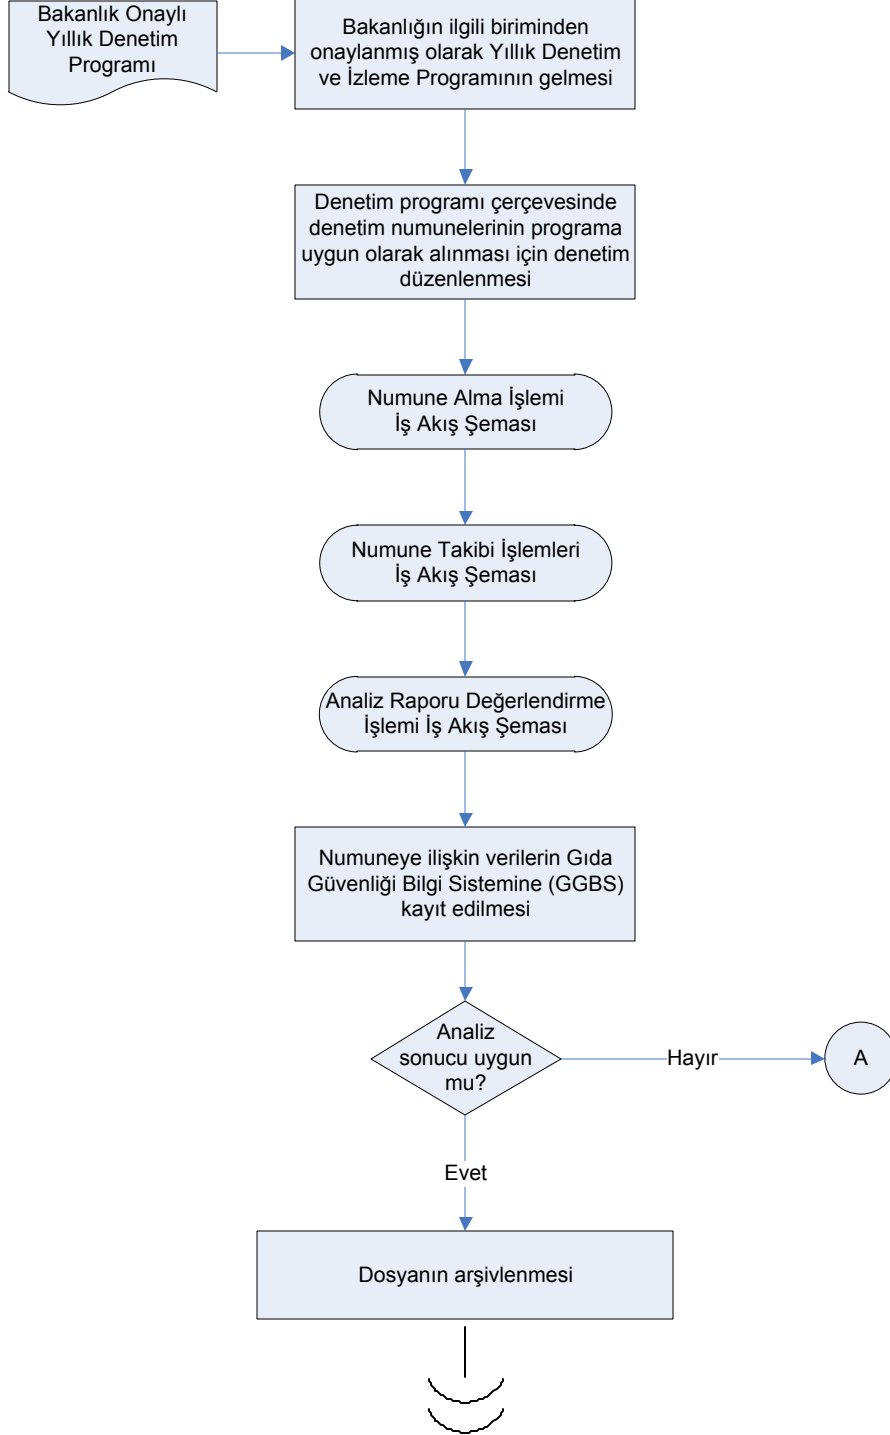 Bakanlık Onaylı
Yıllık Denetim
Programı
Bakanlığın ilgili biriminden
onaylanmış olarak Yıllık Denetim
ve İzleme Programının gelmesi
Denetim programı çerçevesinde
denetim numunelerinin programa
uygun olarak alınması için denetim
düzenlenmesi
Numune Alma İşlemi
İş Akış Şeması
Numune Takibi İşlemleri
İş Akış Şeması
Analiz Raporu Değerlendirme
İşlemi İş Akış Şeması
Numuneye ilişkin verilerin Gıda
Güvenliği Bilgi Sistemine (GGBS)
kayıt edilmesi
Analiz
sonucu uygun
mu?
Hayır
A
Evet
Dosyanın arşivlenmesi